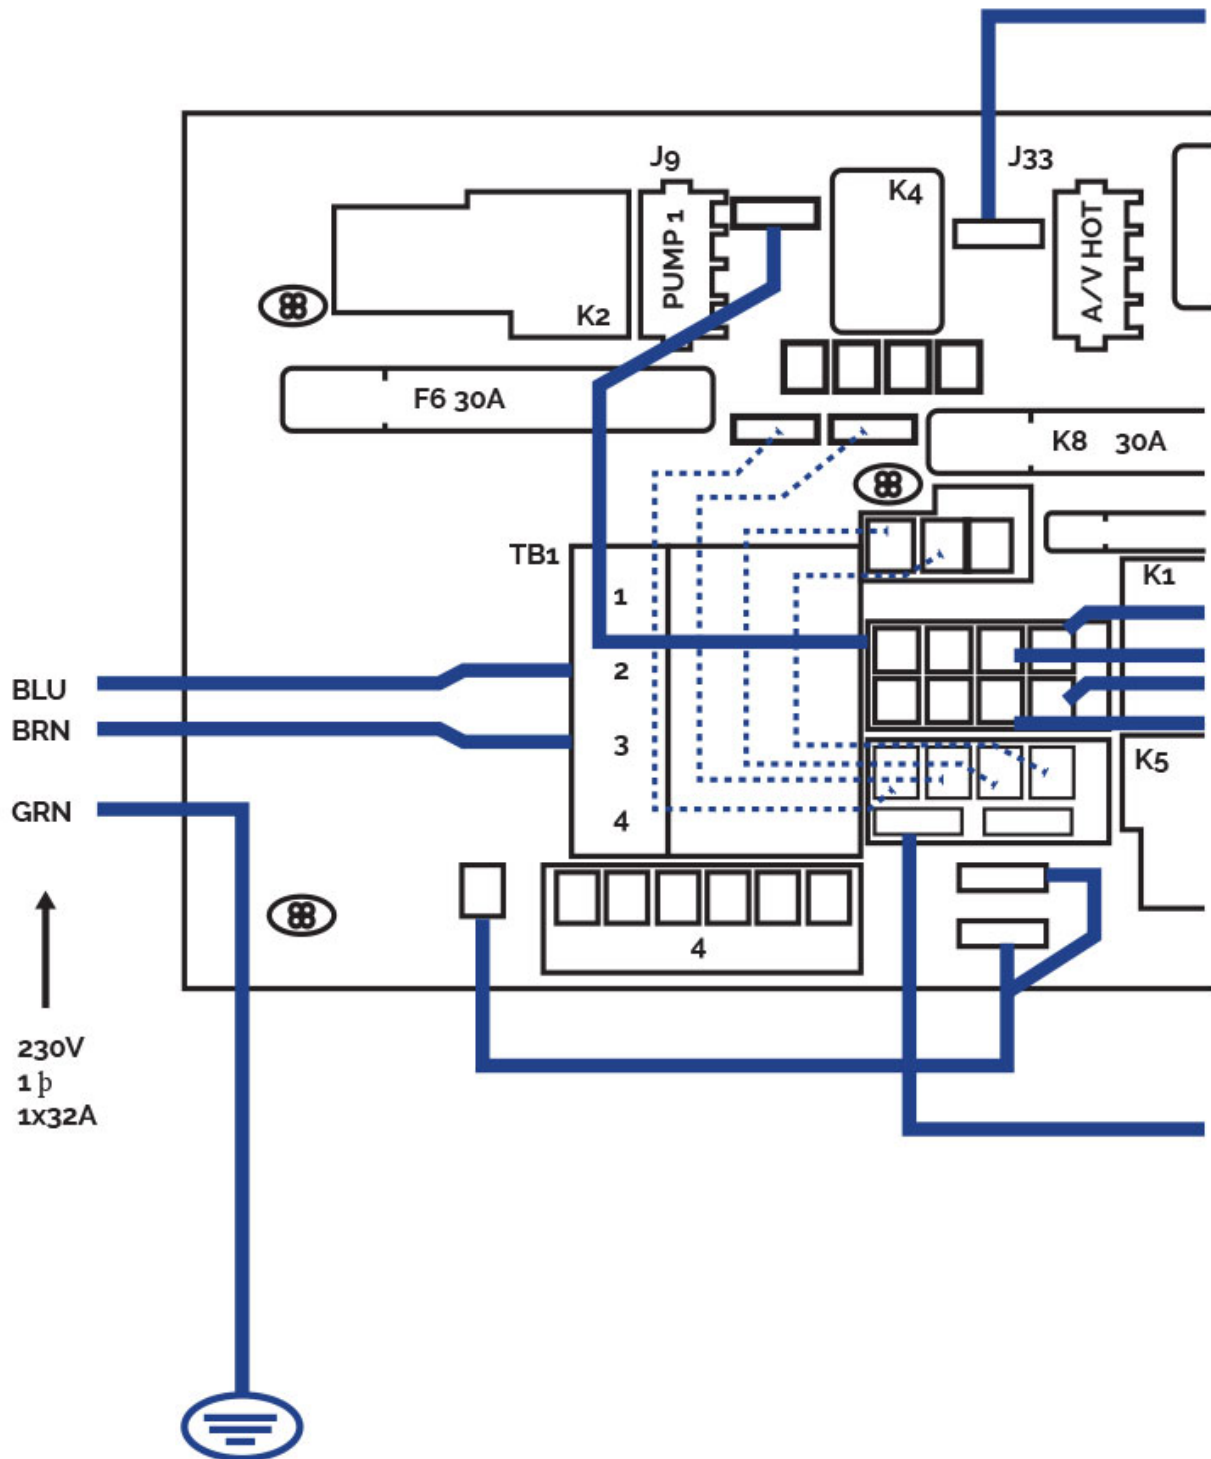 J9
J33
K4
PUMP 1
A/V HOT
K2
F6 30A
K8 30A
TB1
K1
1
2
BLU
BRN
3
K5
GRN
4
4
230V
1 þ
1x32A